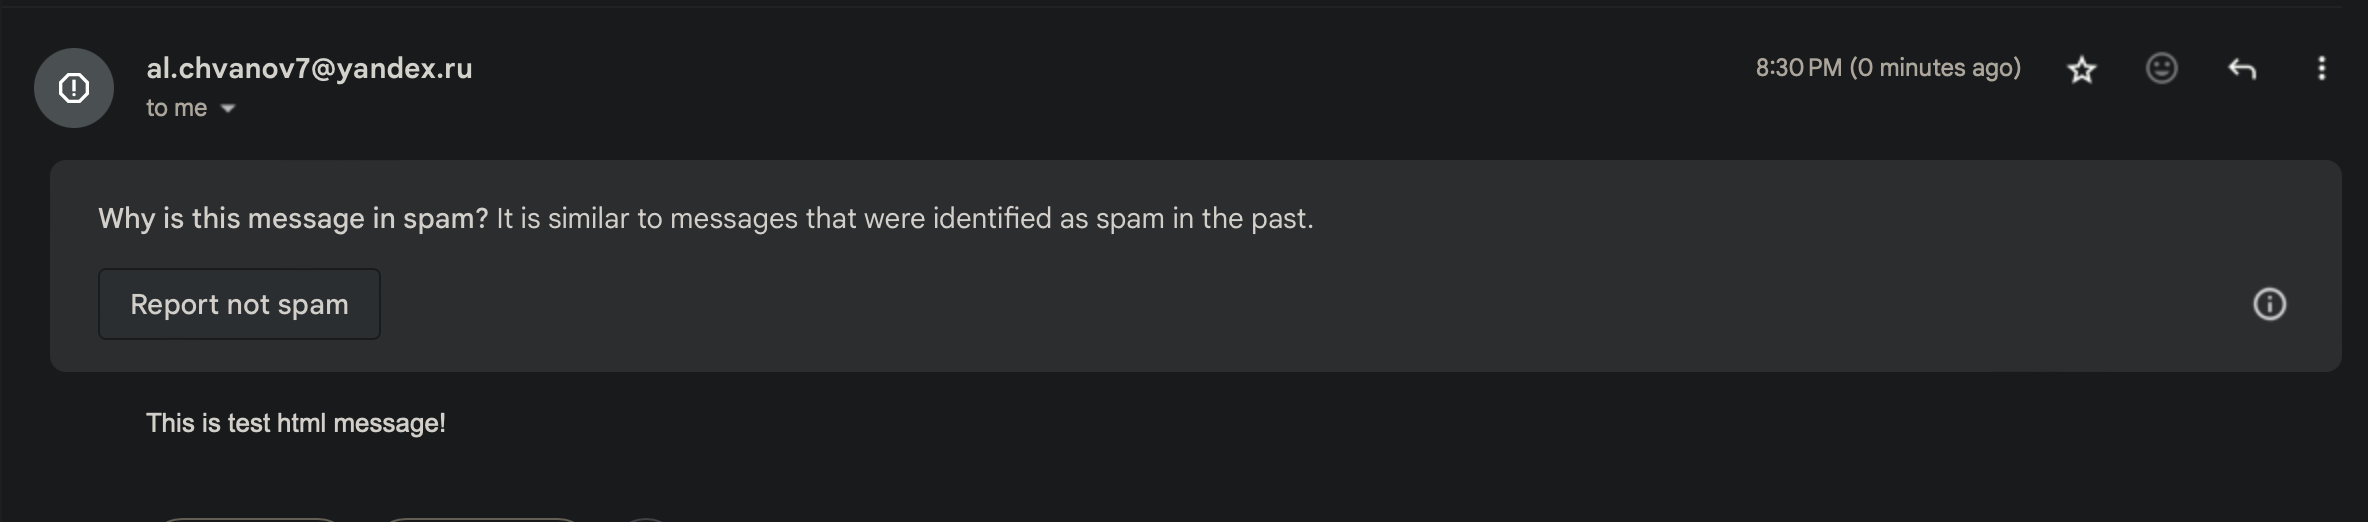 al.chvanov7@yandex.ru
8:30 PM (0 minutes ago)
to me
Why is this message in spam? It is similar to messages that were identified as spam in the past.
Report not spam
This is test html message!